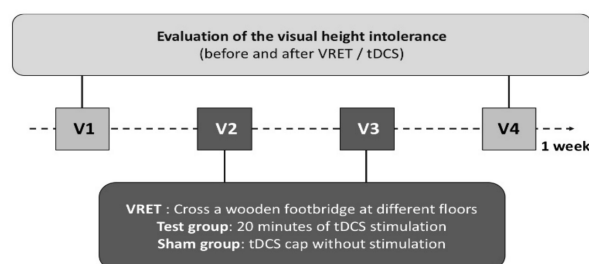 Evaluation of the visual height intolerance
(before and after VRET / tDCS)
V1
V2
V3
V4
1 week
VRET : Cross a wooden footbridge at different floors
Test group: 20 minutes of tDCS stimulation
Sham group: tDCS cap without stimulation